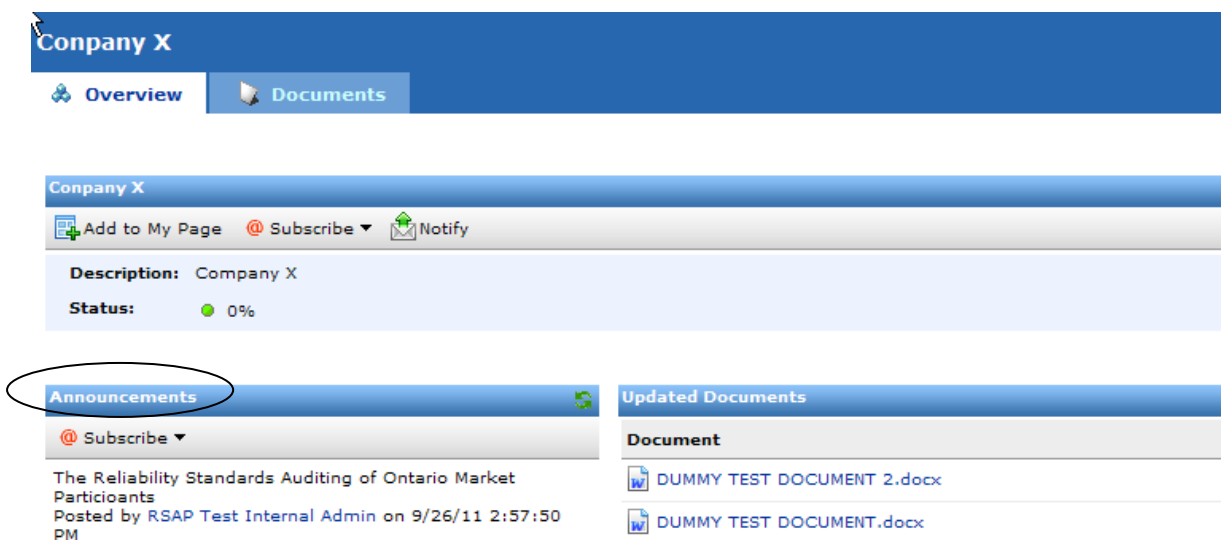 Conpany X
Overview Documents
Conpany X
Add to My Page @ Subscribe Notify
Description: Company X
Status: 0%
Announcements
@ Subscribe
The Reliability Standards Auditing of Ontario Market
Particioants
Posted by RSAP Test Internal Admin on 9/26/11 2:57:50
PM
Updated Documents
Document
DUMMY TEST DOCUMENT 2.docx
DUMMY TEST DOCUMENT.docx